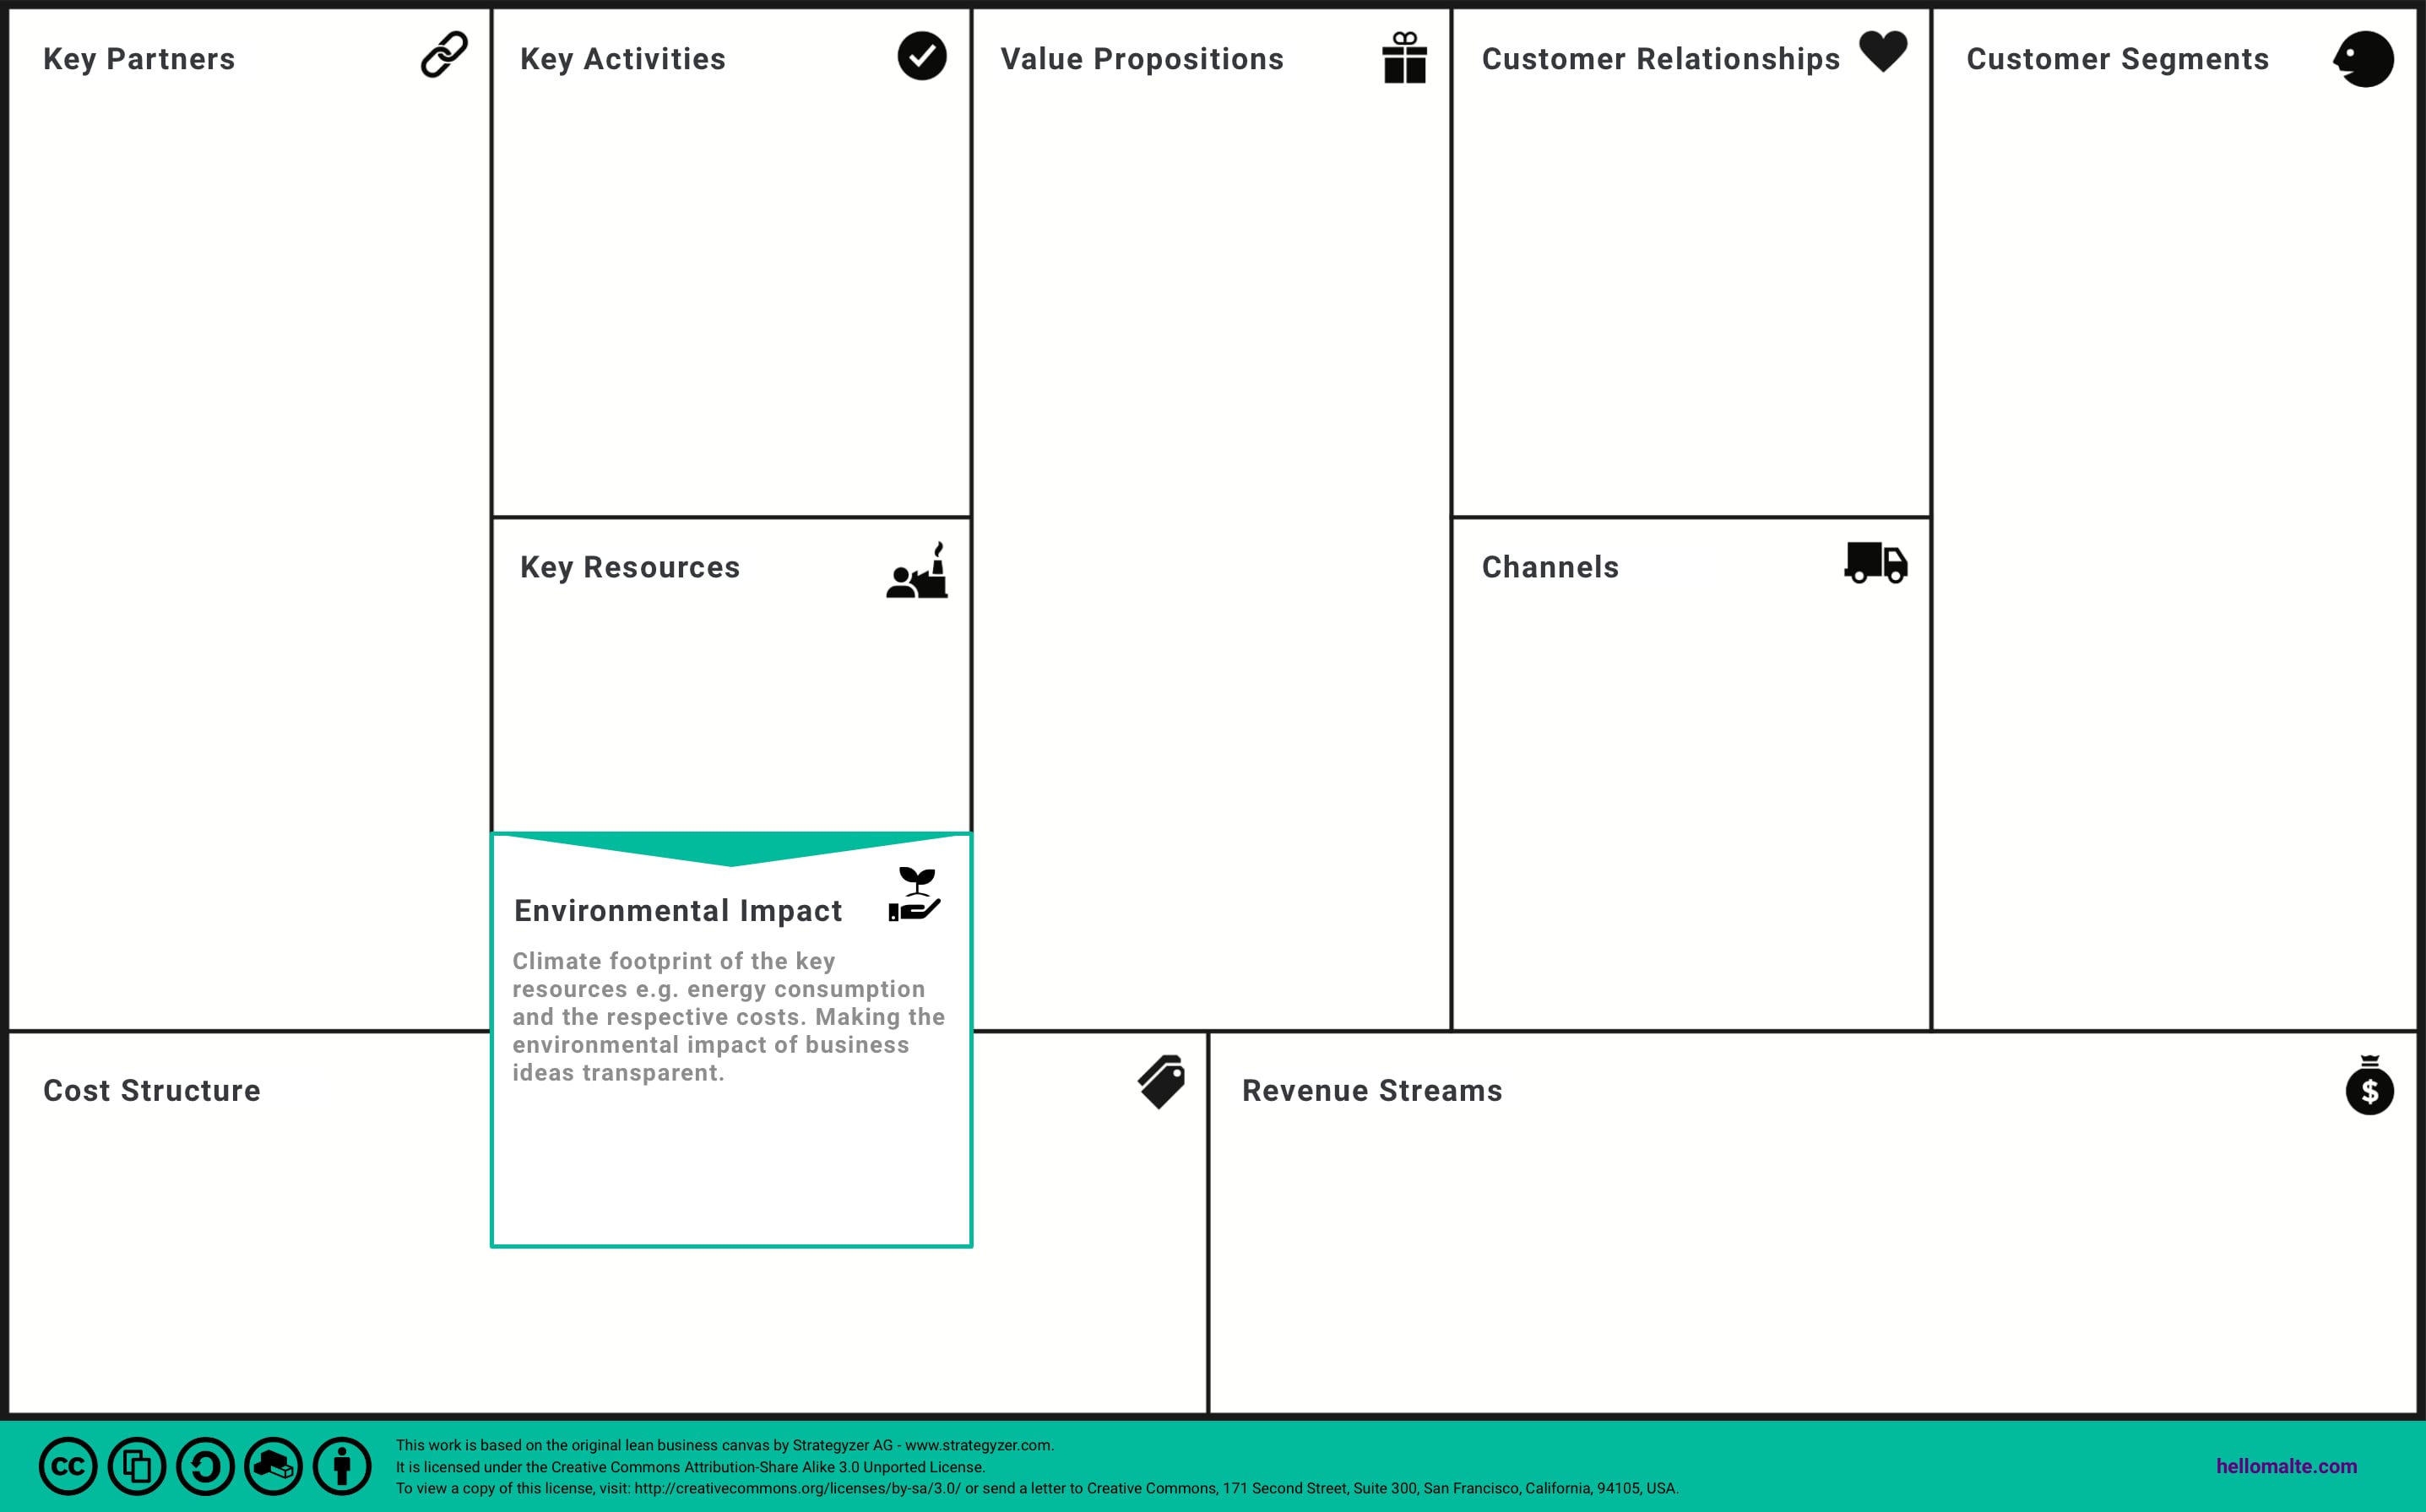 Key Partners
Key Activities
Value Propositions
Customer Relationships
Customer Segments
Key Resources
Channels
Environmental Impact
Climate footprint of the key
resources e.g. energy consumption
and the respective costs. Making the
environmental impact of business
ideas transparent.
Cost Structure
Revenue Streams
$
cc
This work is based on the original lean business canvas by Strategyzer AG - www.strategyzer.com.
It is licensed under the Creative Commons Attribution-Share Alike 3.0 Unported License.
To view a copy of this license, visit: http://creativecommons.org/licenses/by-sa/3.0/ or send a letter to Creative Commons, 171 Second Street, Suite 300, San Francisco, California, 94105, USA.
hellomalte.com